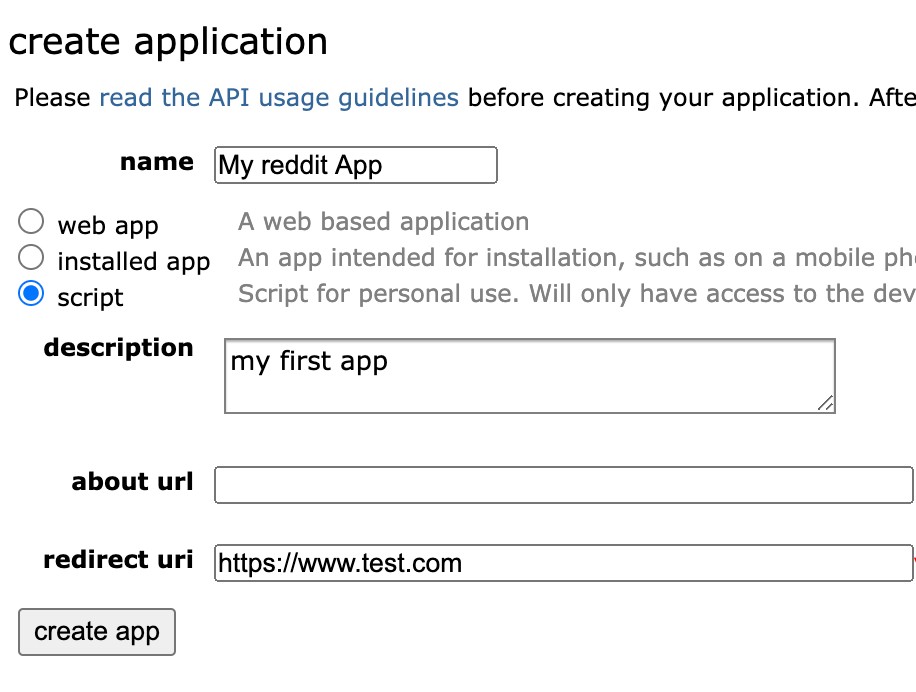 create application
Please read the API usage guidelines before creating your application. Afte
name My reddit App
web app A web based application
installed app An app intended for installation, such as on a mobile ph
script Script for personal use. Will only have access to the dev
description my first app
about url
redirect uri https://www.test.com
create app